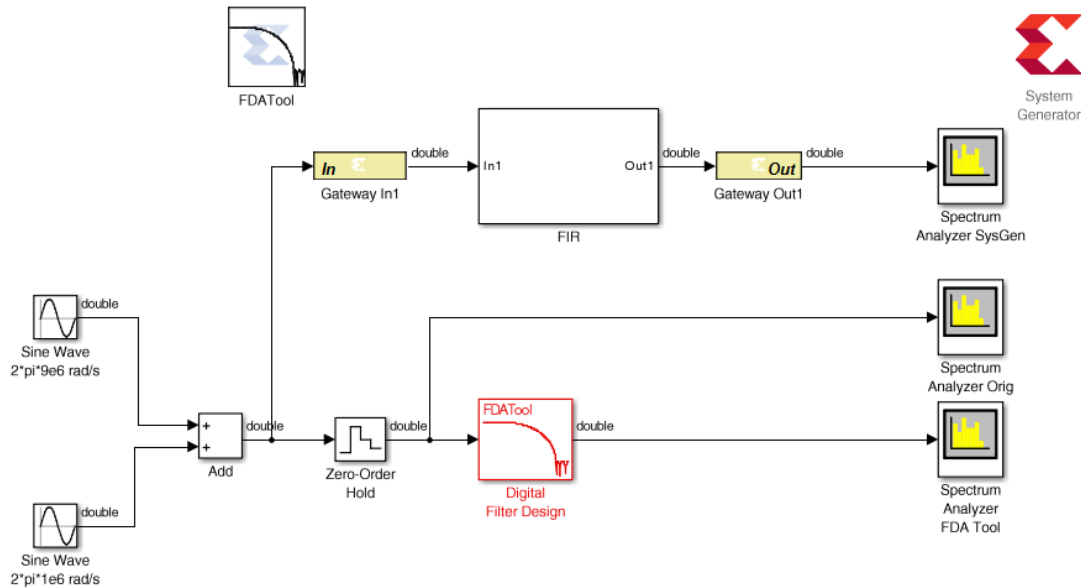 FDATool
System
Generator
double
double
double
In
In1
Out1
Out
Gateway In1
Gateway Out1
FIR
Spectrum
Analyzer SysGen
double
Sine Wave
2*pi*9e6 rad/s
Spectrum
Analyzer Orig
FDATool
+
+
double
double
double
Add
Zero-Order
Hold
Digital
Filter Design
Spectrum
Analyzer
FDA Tool
double
Sine Wave
2*pi*1e6 rad/s